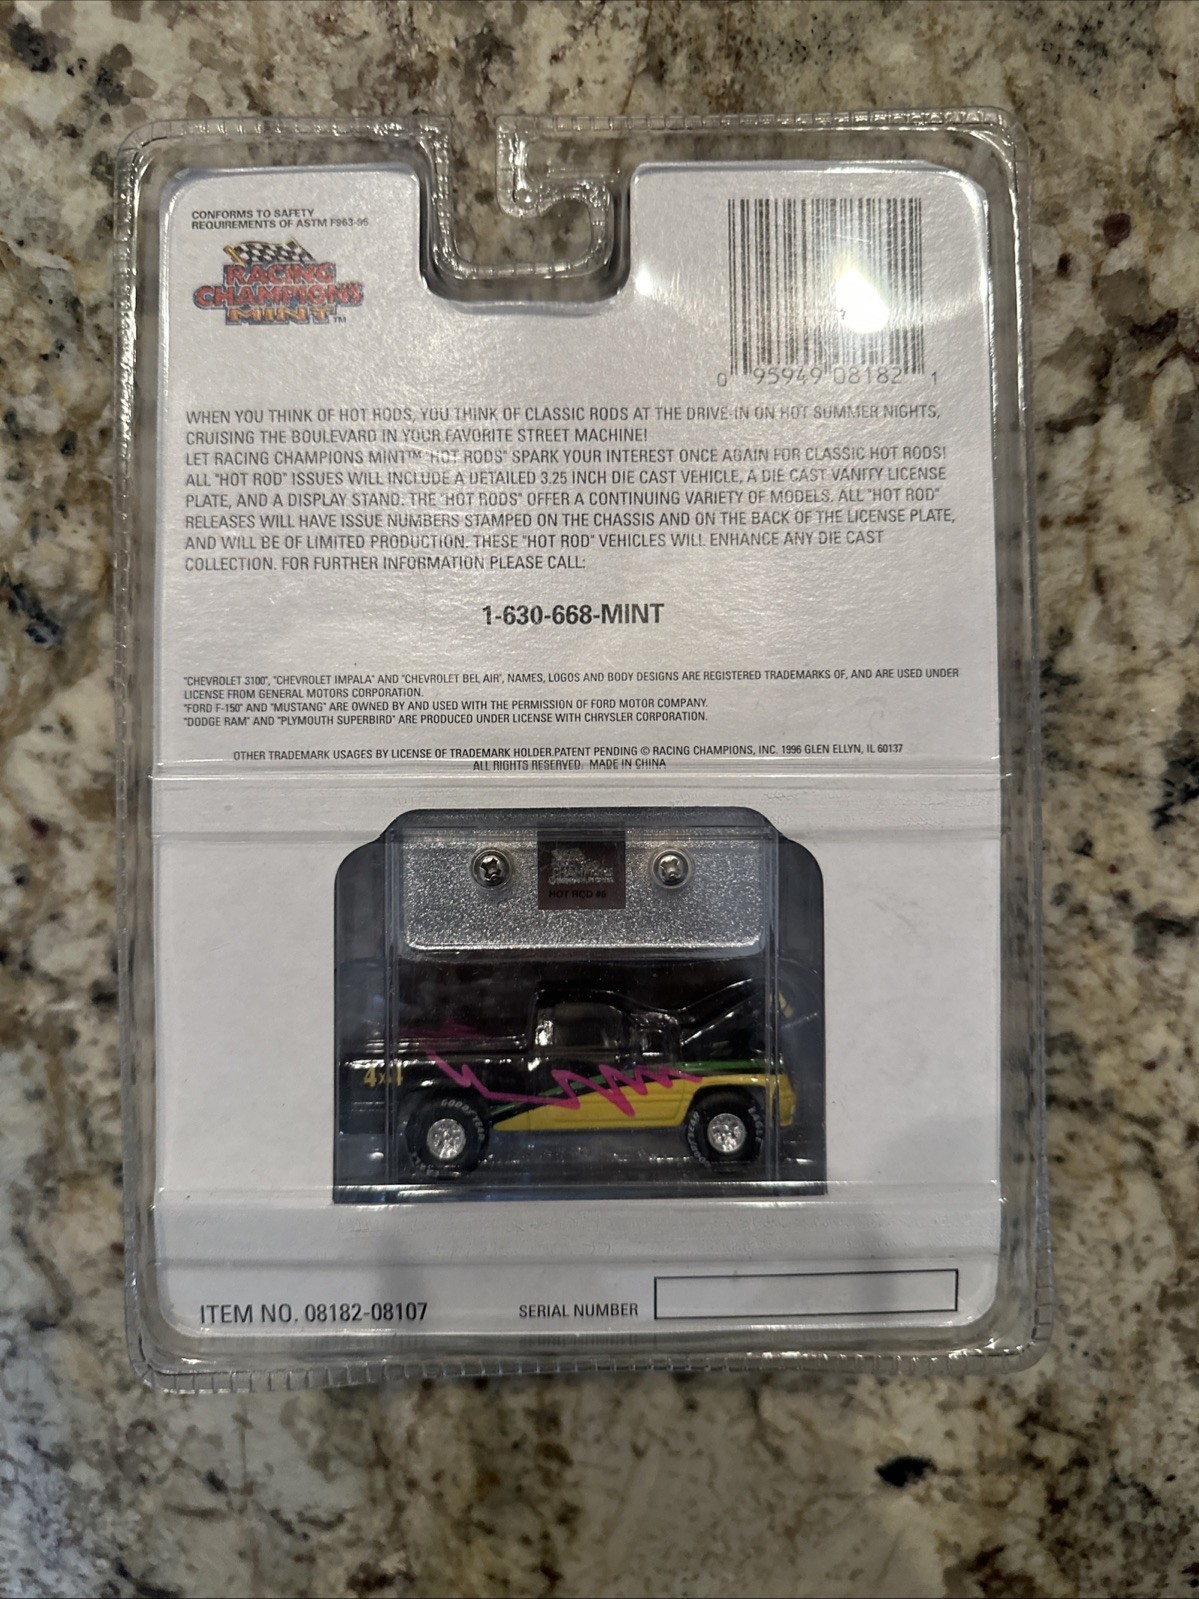 CONFORMS TO SAFETY
REQUIREMENTS OF ASTM F963-95
RACING
CHAMPIONS
MINT™
0 95949 08182 1
WHEN YOU THINK OF HOT RODS, YOU THINK OF CLASSIC RODS AT THE DRIVE-IN ON HOT SUMMER NIGHTS,
CRUISING THE BOULEVARD IN YOUR FAVORITE STREET MACHINE!
LET RACING CHAMPIONS MINT™ "HOT RODS" SPARK YOUR INTEREST ONCE AGAIN FOR CLASSIC HOT RODS!
ALL "HOT ROD" ISSUES WILL INCLUDE A DETAILED 3.25 INCH DIE CAST VEHICLE, A DIE CAST VANITY LICENSE
PLATE, AND A DISPLAY STAND. THE "HOT RODS" OFFER A CONTINUING VARIETY OF MODELS. ALL "HOT ROD"
RELEASES WILL HAVE ISSUE NUMBERS STAMPED ON THE CHASSIS AND ON THE BACK OF THE LICENSE PLATE,
AND WILL BE OF LIMITED PRODUCTION. THESE "HOT ROD" VEHICLES WILL ENHANCE ANY DIE CAST
COLLECTION. FOR FURTHER INFORMATION PLEASE CALL:
1-630-668-MINT
"CHEVROLET 3100", "CHEVROLET IMPALA" AND "CHEVROLET BEL AIR", NAMES, LOGOS AND BODY DESIGNS ARE REGISTERED TRADEMARKS OF, AND ARE USED UNDER
LICENSE FROM GENERAL MOTORS CORPORATION.
"FORD F-150" AND "MUSTANG" ARE OWNED BY AND USED WITH THE PERMISSION OF FORD MOTOR COMPANY.
"DODGE RAM" AND "PLYMOUTH SUPERBIRD" ARE PRODUCED UNDER LICENSE WITH CHRYSLER CORPORATION.
OTHER TRADEMARK USAGES BY LICENSE OF TRADEMARK HOLDER.PATENT PENDING © RACING CHAMPIONS, INC. 1996 GLEN ELLYN, IL 60137
ALL RIGHTS RESERVED. MADE IN CHINA
CHAMPIONS
HOT ROD #6
4x4
GOODYEAR
EAGLE
GOODYEAR
EAGLE
ITEM NO. 08182-08107
SERIAL NUMBER